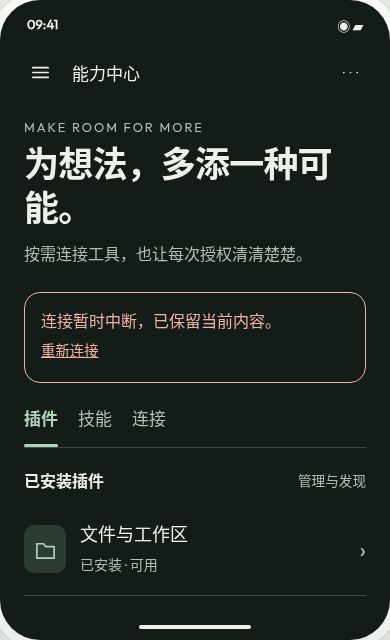 09:41
能力中心
...
MAKE ROOM FOR MORE
为想法，多添一种可
能。
按需连接工具，也让每次授权清清楚楚。
连接暂时中断，已保留当前内容。
重新连接
插件 技能 连接
已安装插件 管理与发现
文件与工作区
已安装·可用